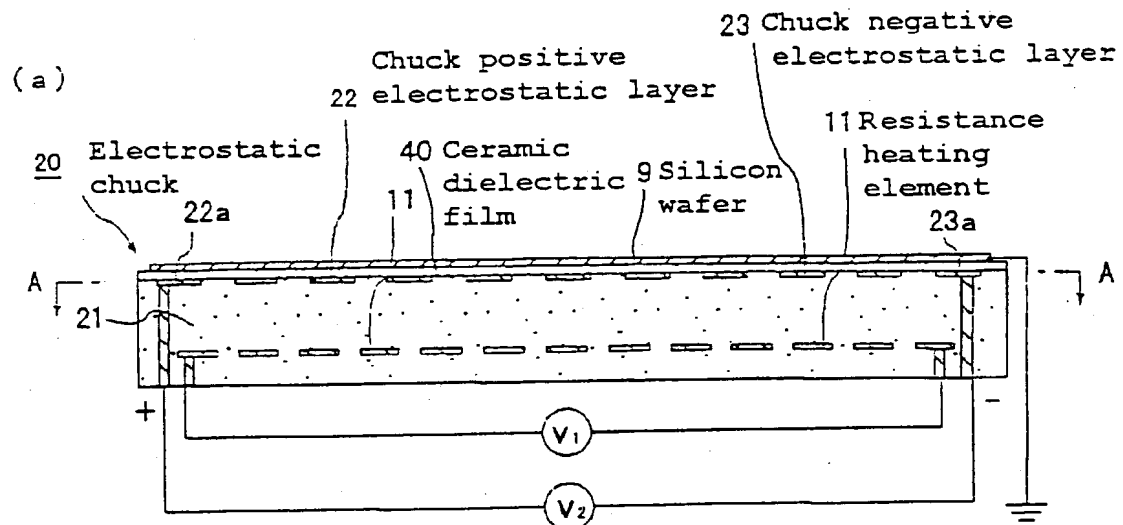 (a)
23 Chuck negative
electrostatic layer
Chuck positive
22 electrostatic layer
20 Electrostatic
chuck
22a
11
40 Ceramic
dielectric
film
9 Silicon
wafer
11 Resistance
heating
element
23a
A
A
21
+
-
V1
V2